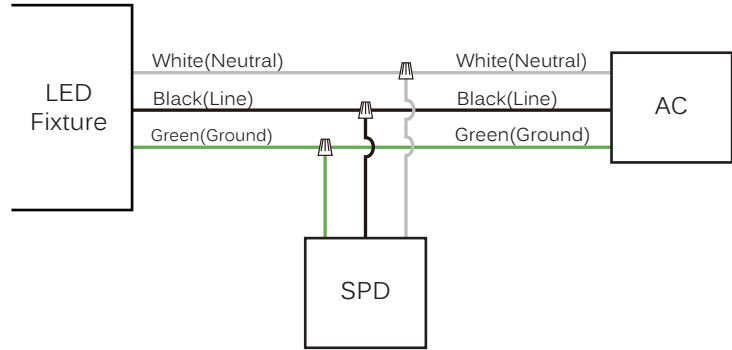 White(Neutral)
White(Neutral)
LED
Fixture
Black(Line)
Black(Line)
AC
Green(Ground)
Green(Ground)
SPD